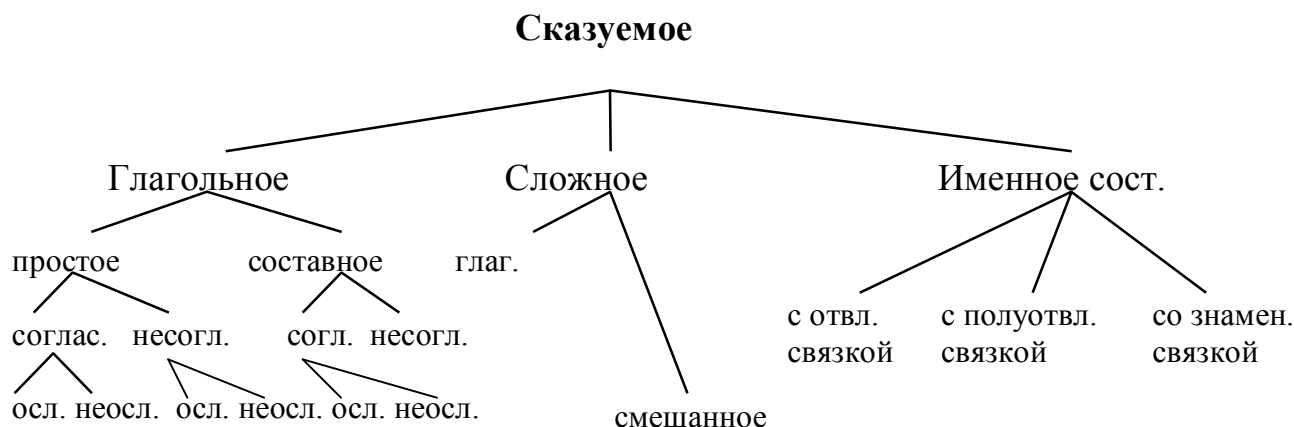 Сказуемое
Глагольное Сложное Именное сост.
простое составное глаг.
соглас. несогл. согл. несогл. с отвл. с полуотвл. со знамен.
связкой связкой связкой
осл. неосл. осл. неосл. осл. неосл. смешанное